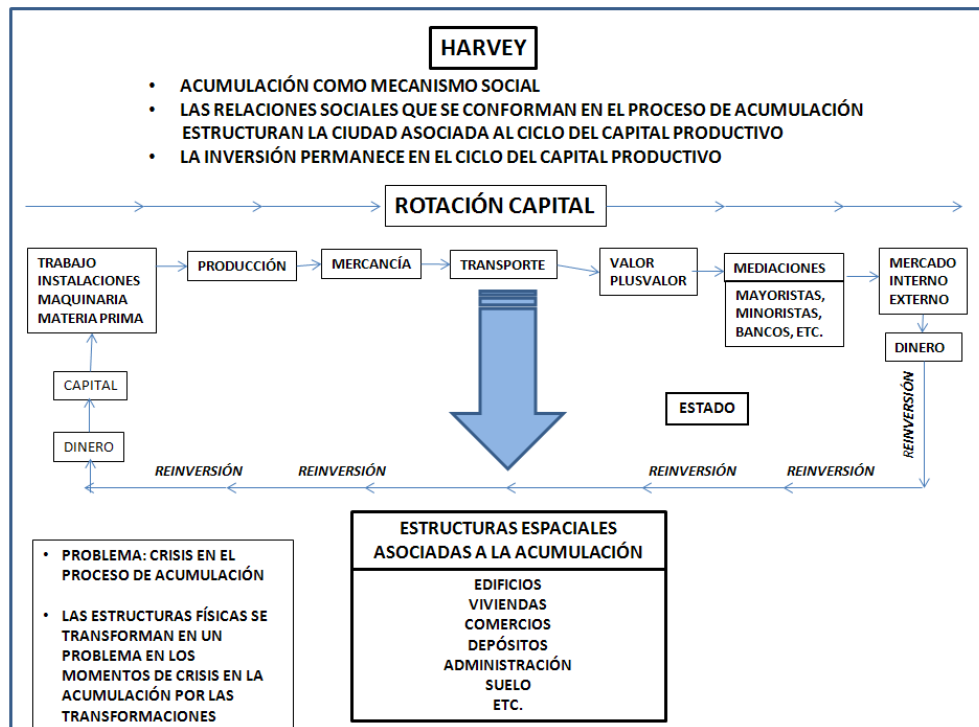 HARVEY
• ACUMULACIÓN COMO MECANISMO SOCIAL
• LAS RELACIONES SOCIALES QUE SE CONFORMAN EN EL PROCESO DE ACUMULACIÓN
ESTRUCTURAN LA CIUDAD ASOCIADA AL CICLO DEL CAPITAL PRODUCTIVO
• LA INVERSIÓN PERMANECE EN EL CICLO DEL CAPITAL PRODUCTIVO
ROTACIÓN CAPITAL
TRABAJO
INSTALACIONES
MAQUINARIA
MATERIA PRIMA
PRODUCCIÓN
MERCANCÍA
TRANSPORTE
VALOR
PLUSVALOR
MEDIACIONES
MAYORISTAS,
MINORISTAS,
BANCOS, ETC.
MERCADO
INTERNO
EXTERNO
DINERO
REINVERSIÓN
CAPITAL
DINERO
ESTADO
REINVERSIÓN
REINVERSIÓN
REINVERSIÓN
REINVERSIÓN
• PROBLEMA: CRISIS EN EL
PROCESO DE ACUMULACIÓN
• LAS ESTRUCTURAS FÍSICAS SE
TRANSFORMAN EN UN
PROBLEMA EN LOS
MOMENTOS DE CRISIS EN LA
ACUMULACIÓN POR LAS
TRANSFORMACIONES
ESTRUCTURAS ESPACIALES
ASOCIADAS A LA ACUMULACIÓN
EDIFICIOS
VIVIENDAS
COMERCIOS
DEPÓSITOS
ADMINISTRACIÓN
SUELO
ETC.